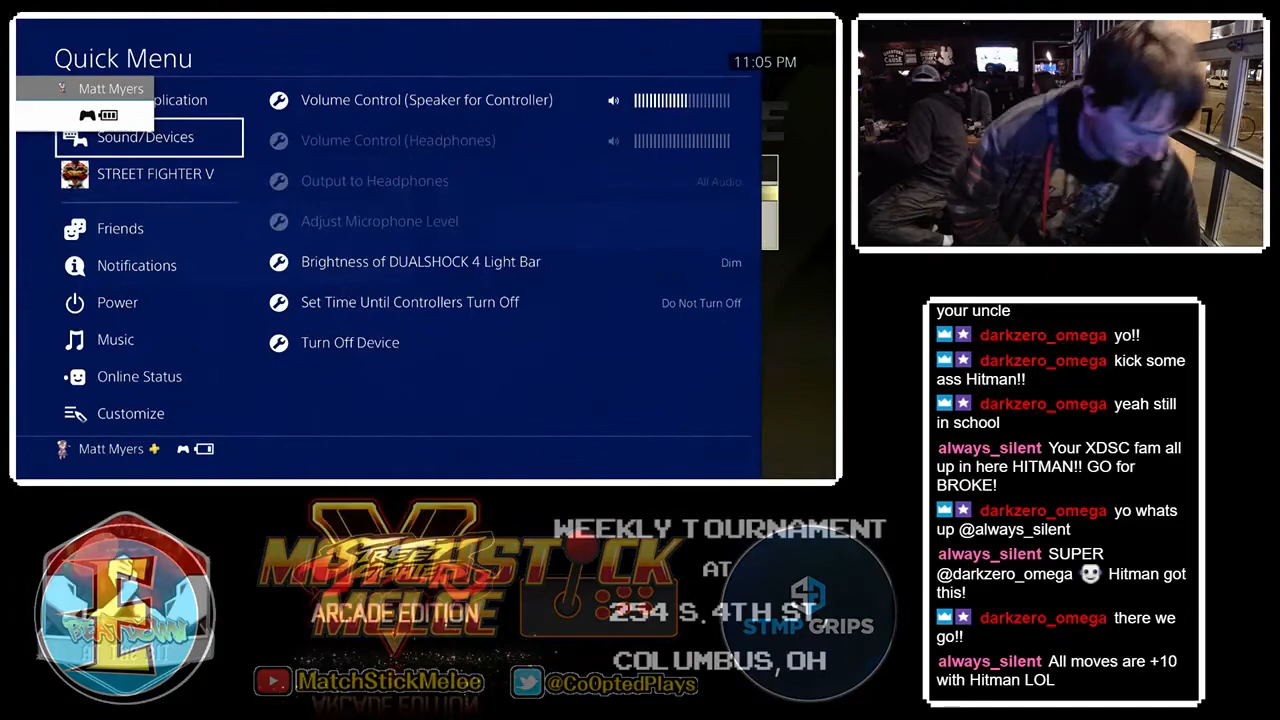 Quick Menu
11:05 PM
Matt Myers
plication
Sound/Devices
STREET FIGHTER V
Friends
Notifications
Power
Music
Online Status
Customize
Matt Myers
Volume Control (Speaker for Controller)
Volume Control (Headphones)
Output to Headphones
All Audio
Adjust Microphone Level
Brightness of DUALSHOCK 4 Light Bar
Dim
Set Time Until Controllers Turn Off
Do Not Turn Off
Turn Off Device
your uncle
darkzero_omega yo!!
darkzero_omega kick some
ass Hitman!!
darkzero_omega yeah still
in school
always_silent Your XDSC fam all
up in here HITMAN!! GO for
BROKE!
darkzero_omega yo whats
up @always_silent
always_silent SUPER
@darkzero_omega Hitman got
this!
darkzero_omega there we
go!!
always_silent All moves are +10
with Hitman LOL
E
BEATDOWN
MATCHSTICK
MELEE
V
STREET FIGHTER
ARCADE EDITION
MatchStickMelee
@CoOptedPlays
WEEKLY TOURNAMENT
AT
254 S. 4TH ST,
COLUMBUS, OH
STMP GRIPS